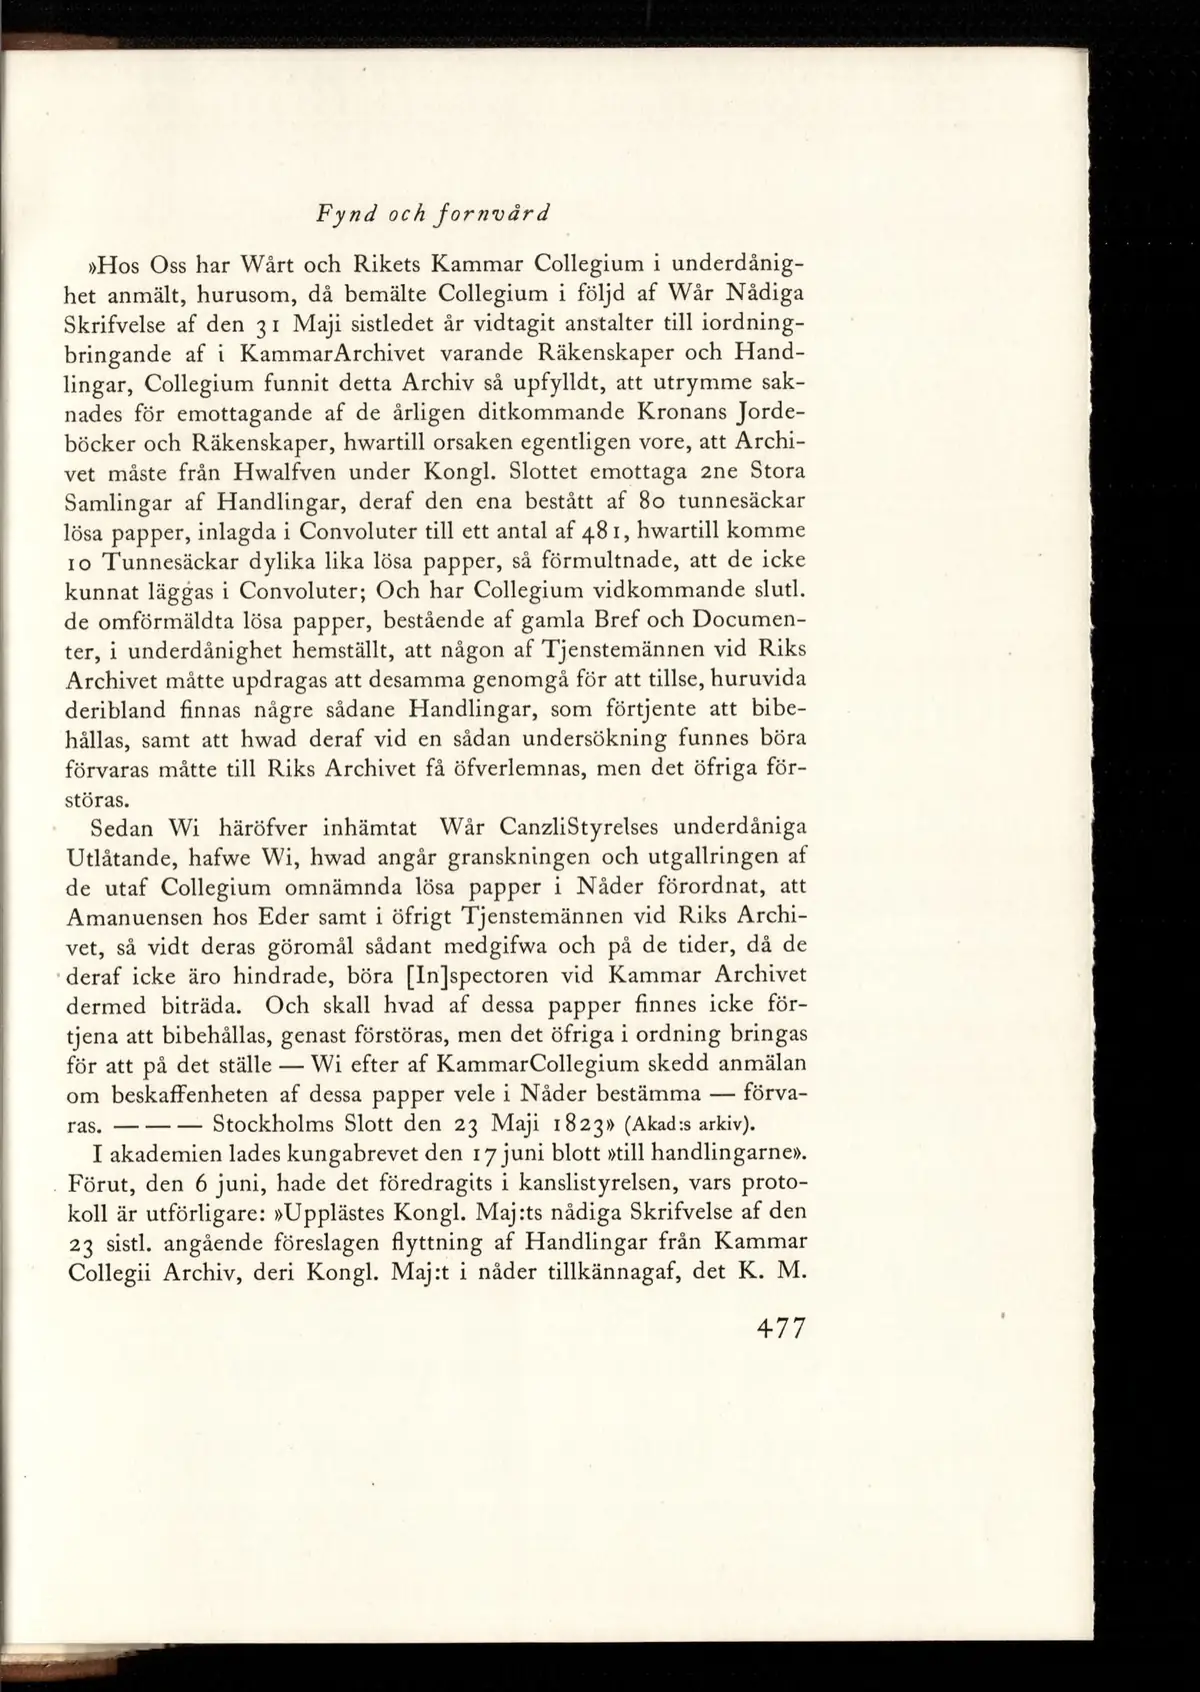 Fynd och fornvård
»Hos Oss har Wårt och Rikets Kammar Collegium i underdånig-
het anmält, hurusom, då bemälte Collegium i följd af Wår Nådiga
Skrifvelse af den 31 Maji sistledet år vidtagit anstalter till iordning-
bringande af i KammarArchivet varande Räkenskaper och Hand-
lingar, Collegium funnit detta Archiv så upfylldt, att utrymme sak-
nades för emottagande af de årligen ditkommande Kronans Jorde-
böcker och Räkenskaper, hwartill orsaken egentligen vore, att Archi-
vet måste från Hwalfven under Kongl. Slottet emottaga 2ne Stora
Samlingar af Handlingar, deraf den ena bestått af 80 tunnesäckar
lösa papper, inlagda i Convoluter till ett antal af 481, hwartill komme
10 Tunnesäckar dylika lika lösa papper, så förmultnade, att de icke
kunnat läggas i Convoluter; Och har Collegium vidkommande slutl.
de omförmäldta lösa papper, bestående af gamla Bref och Documen-
ter, i underdånighet hemställt, att någon af Tjenstemännen vid Riks
Archivet måtte updragas att desamma genomgå för att tillse, huruvida
deribland finnas någre sådane Handlingar, som förtjente att bibe-
hållas, samt att hwad deraf vid en sådan undersökning funnes böra
förvaras måtte till Riks Archivet få öfverlemnas, men det öfriga för-
störas.
Sedan Wi häröfver inhämtat Wår CanzliStyrelses underdåniga
Utlåtande, hafwe Wi, hwad angår granskningen och utgallringen af
de utaf Collegium omnämnda lösa papper i Nåder förordnat, att
Amanuensen hos Eder samt i öfrigt Tjenstemännen vid Riks Archi-
vet, så vidt deras göromål sådant medgifwa och på de tider, då de
deraf icke äro hindrade, böra [In]spectoren vid Kammar Archivet
dermed biträda. Och skall hvad af dessa papper finnes icke för-
tjena att bibehållas, genast förstöras, men det öfriga i ordning bringas
för att på det ställe — Wi efter af KammarCollegium skedd anmälan
om beskaffenheten af dessa papper vele i Nåder bestämma — förva-
ras. — — — Stockholms Slott den 23 Maji 1823» (Akad:s arkiv).
I akademien lades kungabrevet den 17 juni blott »till handlingarne».
Förut, den 6 juni, hade det föredragits i kanslistyrelsen, vars proto-
koll är utförligare: »Upplästes Kongl. Maj:ts nådiga Skrifvelse af den
23 sistl. angående föreslagen flyttning af Handlingar från Kammar
Collegii Archiv, deri Kongl. Maj:t i nåder tillkännagaf, det K. M.
477